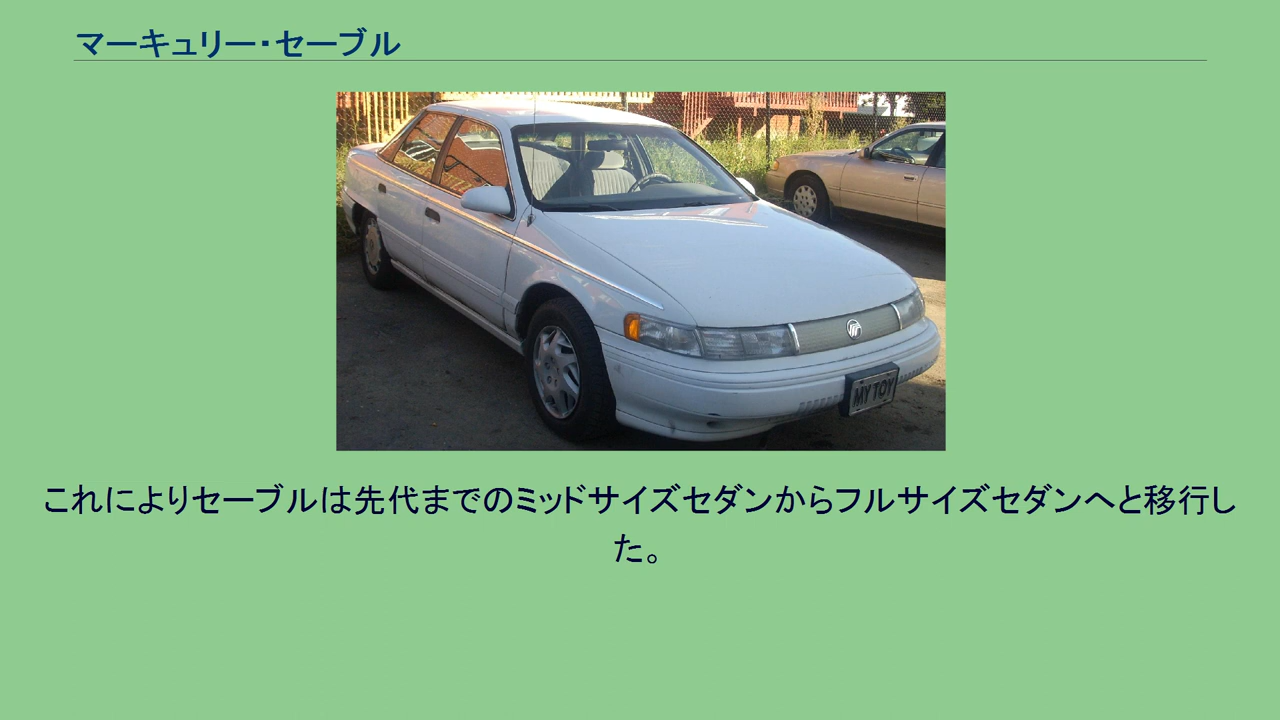 マーキュリー・セーブル
MY TOY
これによりセーブルは先代までのミッドサイズセダンからフルサイズセダンへと移行し
た。